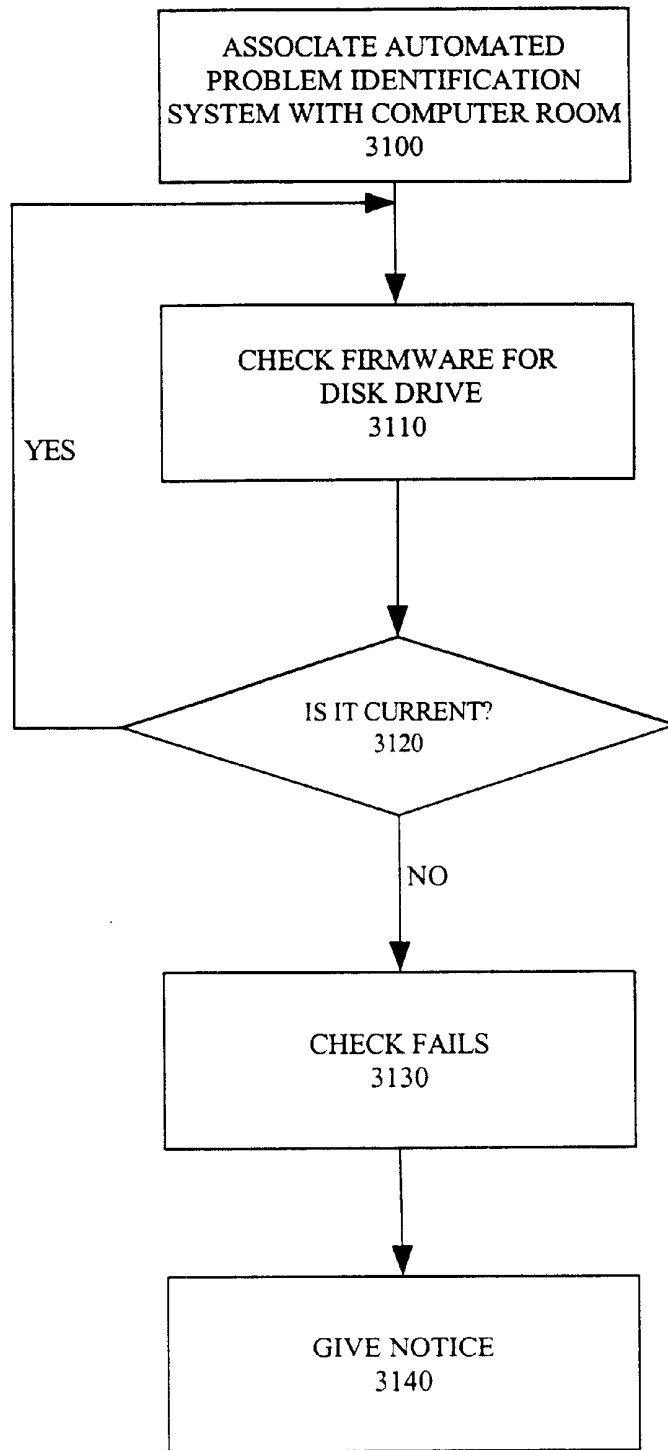 ASSOCIATE AUTOMATED
PROBLEM IDENTIFICATION
SYSTEM WITH COMPUTER ROOM
3100
CHECK FIRMWARE FOR
DISK DRIVE
3110
YES
IS IT CURRENT?
3120
NO
CHECK FAILS
3130
GIVE NOTICE
3140